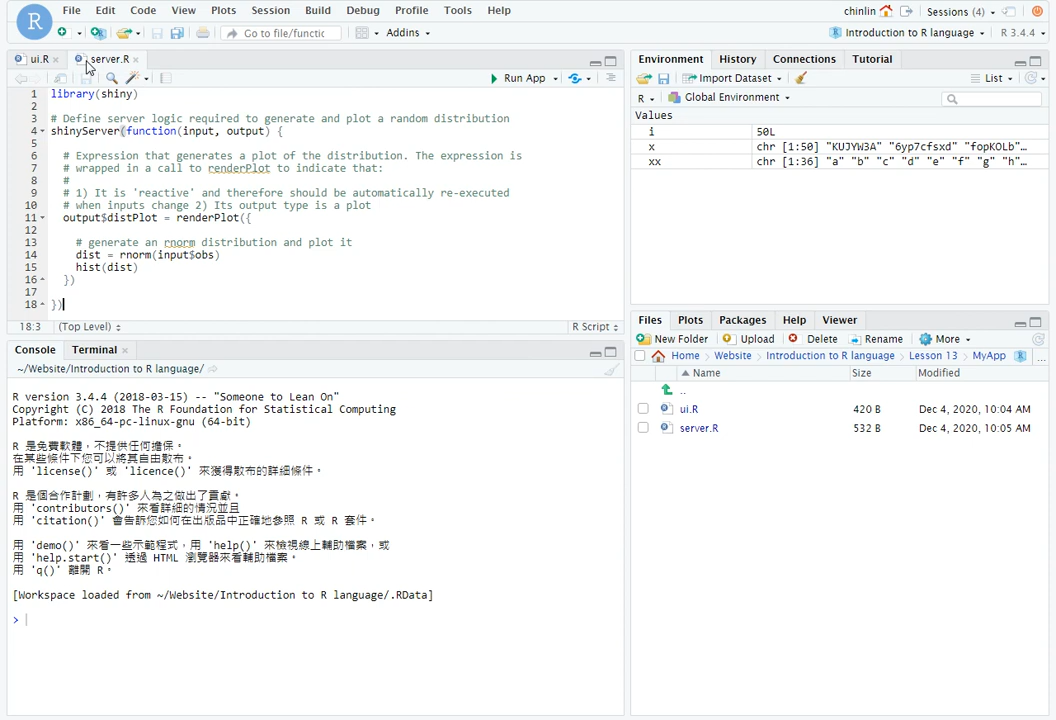 File Edit Code View Plots Session Build Debug Profile Tools Help chinlin Sessions (4)
Go to file/functic Addins Introduction to R language R 3.4.4
ui.R server.R
Run App
1 library(shiny)
2
3 # Define server logic required to generate and plot a random distribution
4 shinyServer(function(input, output) {
5
6 # Expression that generates a plot of the distribution. The expression is
7 # wrapped in a call to renderPlot to indicate that:
8 #
9 # 1) It is 'reactive' and therefore should be automatically re-executed
10 # when inputs change 2) Its output type is a plot
11 output$distPlot = renderPlot({
12
13 # generate an rnorm distribution and plot it
14 dist = rnorm(input$obs)
15 hist(dist)
16 })
17
18 })
18:3 (Top Level) R Script
Console Terminal
~/Website/Introduction to R language/
R version 3.4.4 (2018-03-15) -- "Someone to Lean On"
Copyright (C) 2018 The R Foundation for Statistical Computing
Platform: x86_64-pc-linux-gnu (64-bit)
R 是免費軟體，不提供任何擔保。
在某些條件下您可以將其自由散布。
用 'license()' 或 'licence()' 來獲得散布的詳細條件。
R 是個合作計劃，有許多人為之做出了貢獻。
用 'contributors()' 來看詳細的情況並且
用 'citation()' 會告訴您如何在出版品中正確地參照 R 或 R 套件。
用 'demo()' 來看一些示範程式，用 'help()' 來檢視線上輔助檔案，或
用 'help.start()' 透過 HTML 瀏覽器來看輔助檔案。
用 'q()' 離開 R。
[Workspace loaded from ~/Website/Introduction to R language/.RData]
>
Environment History Connections Tutorial
Import Dataset List
R Global Environment
Values
i 50L
x chr [1:50] "KUJYW3A" "6yp7cfsxd" "fopKOLb"…
xx chr [1:36] "a" "b" "c" "d" "e" "f" "g" "h"…
Files Plots Packages Help Viewer
New Folder Upload Delete Rename More
Home Website Introduction to R language Lesson 13 MyApp ...
Name Size Modified
..
ui.R 420 B Dec 4, 2020, 10:04 AM
server.R 532 B Dec 4, 2020, 10:05 AM